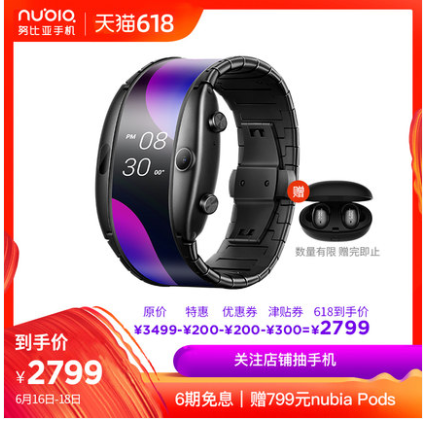 nubia
努比亚手机
天猫618
PM 08
30 00°
赠
数量有限 赠完即止
原价 特惠 优惠券 津贴券 618到手价
¥3499-¥200-¥200-¥300=¥2799
到手价
¥2799
6月16日-18日
关注店铺抽手机
6期免息 | 赠799元nubia Pods